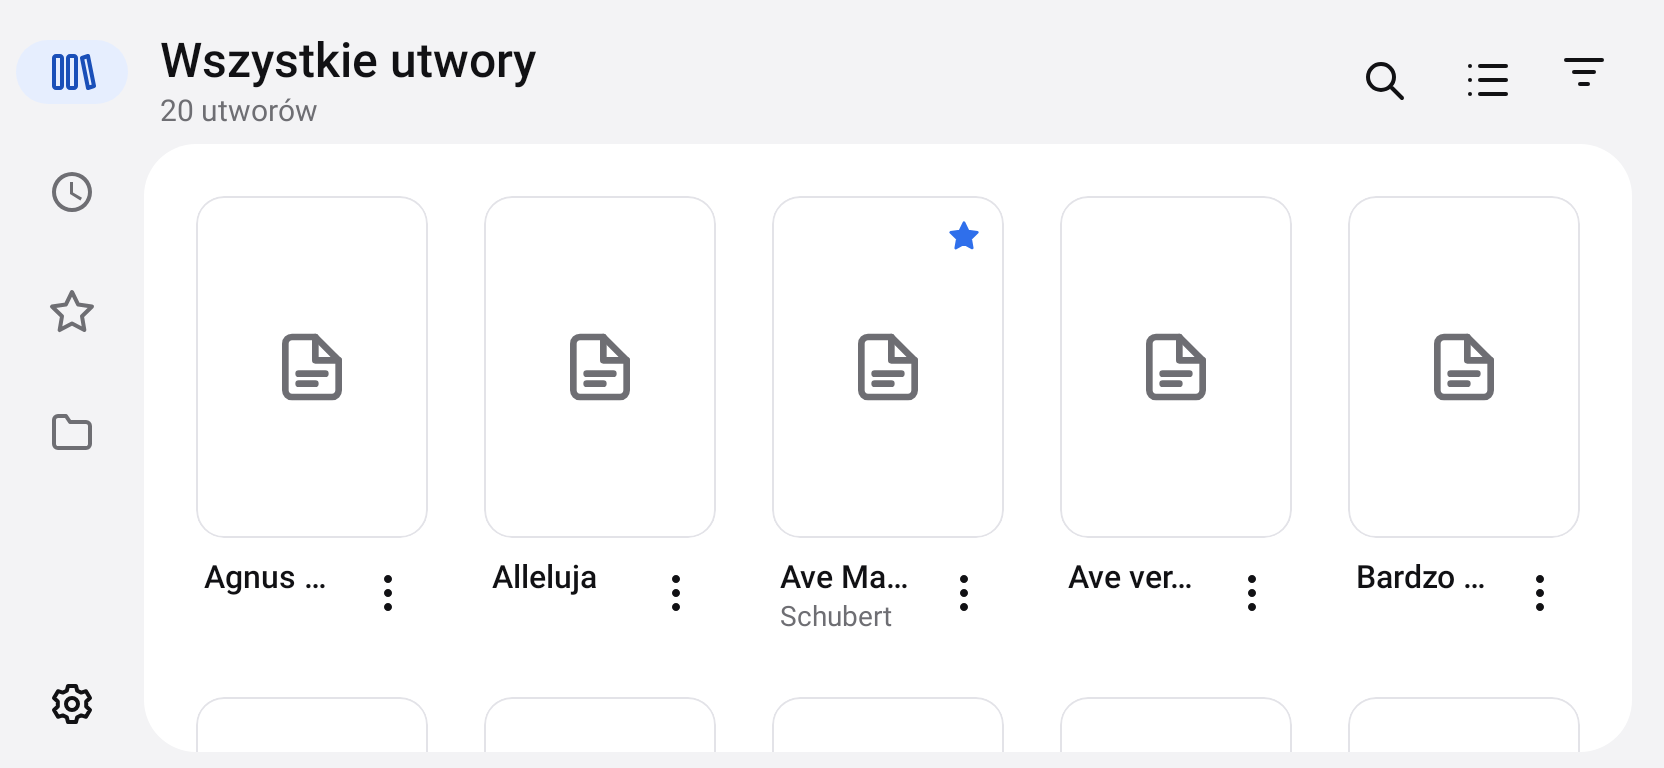 Wszystkie utwory
20 utworów
Agnus ...
Alleluja
Ave Ma...
Schubert
Ave ver...
Bardzo ...